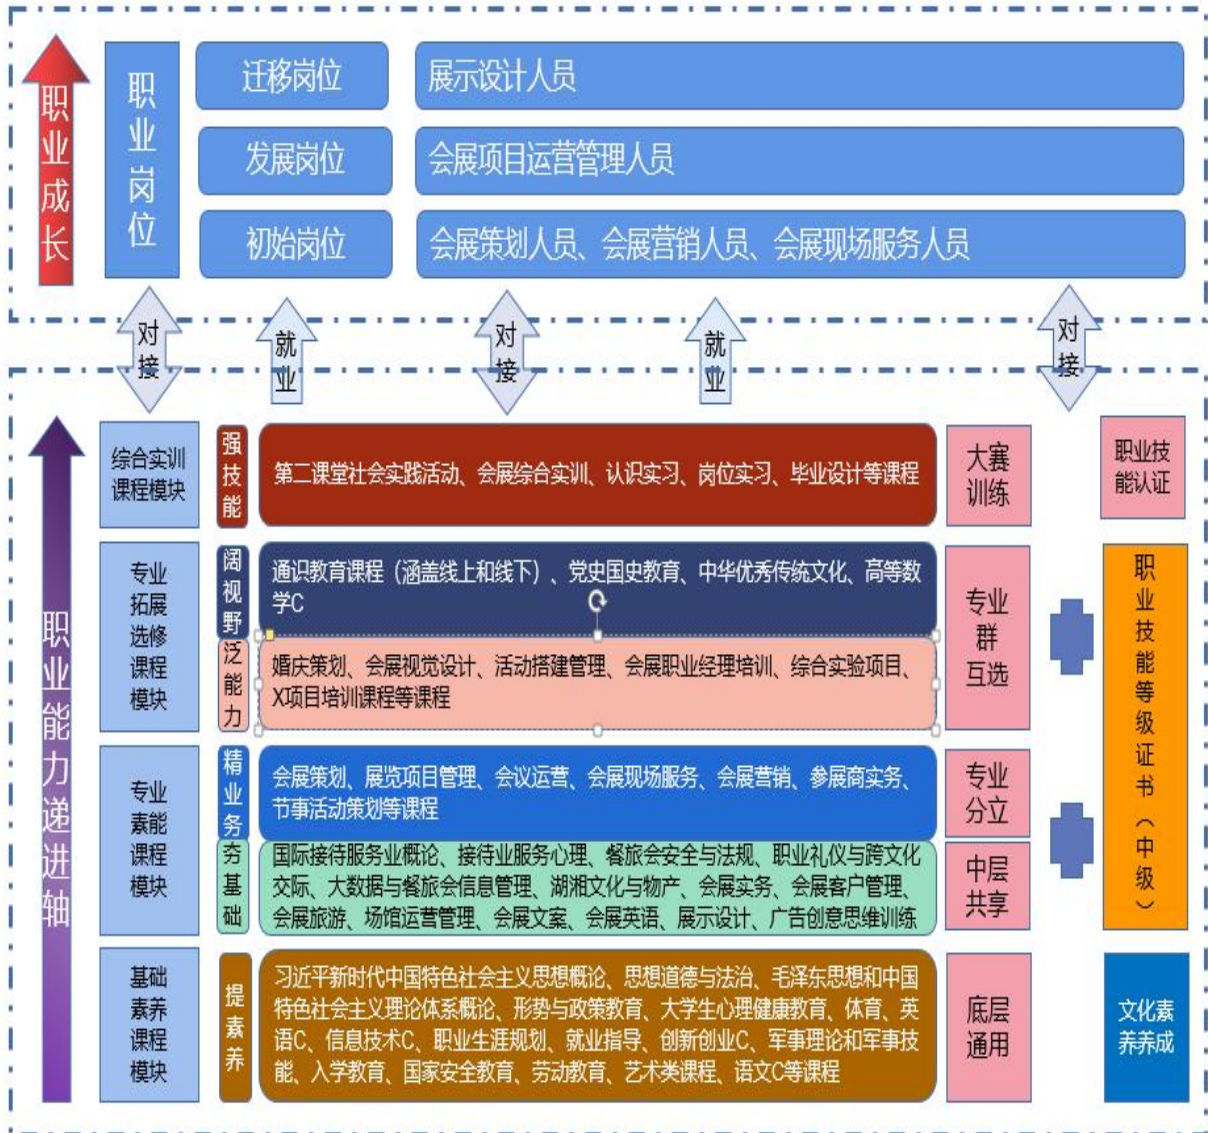 职业成长
职业岗位
迁移岗位
展示设计人员
发展岗位
会展项目运营管理人员
初始岗位
会展策划人员、会展营销人员、会展现场服务人员
对接
就业
对接
就业
对接
职业能力递进轴
综合实训
课程模块
强技能
第二课堂社会实践活动、会展综合实训、认识实习、岗位实习、毕业设计等课程
大赛
训练
职业技
能认证
专业
拓展
选修
课程
模块
阔视野
通识教育课程（涵盖线上和线下）、党史国史教育、中华优秀传统文化、高等数
学C
泛能力
婚庆策划、会展视觉设计、活动搭建管理、会展职业经理培训、综合实验项目、
X项目培训课程等课程
专业
群
互选
职业技能等级证书（中级）
专业
素能
课程
模块
精业务
会展策划、展览项目管理、会议运营、会展现场服务、会展营销、参展商实务、
节事活动策划等课程
专业
分立
夯基础
国际接待服务业概论、接待业服务心理、餐旅会安全与法规、职业礼仪与跨文化
交际、大数据与餐旅会信息管理、湖湘文化与物产、会展实务、会展客户管理、
会展旅游、场馆运营管理、会展文案、会展英语、展示设计、广告创意思维训练
中层
共享
基础
素养
课程
模块
提素养
习近平新时代中国特色社会主义思想概论、思想道德与法治、毛泽东思想和中国
特色社会主义理论体系概论、形势与政策教育、大学生心理健康教育、体育、英
语C、信息技术C、职业生涯规划、就业指导、创新创业C、军事理论和军事技
能、入学教育、国家安全教育、劳动教育、艺术类课程、语文C等课程
底层
通用
文化素
养养成